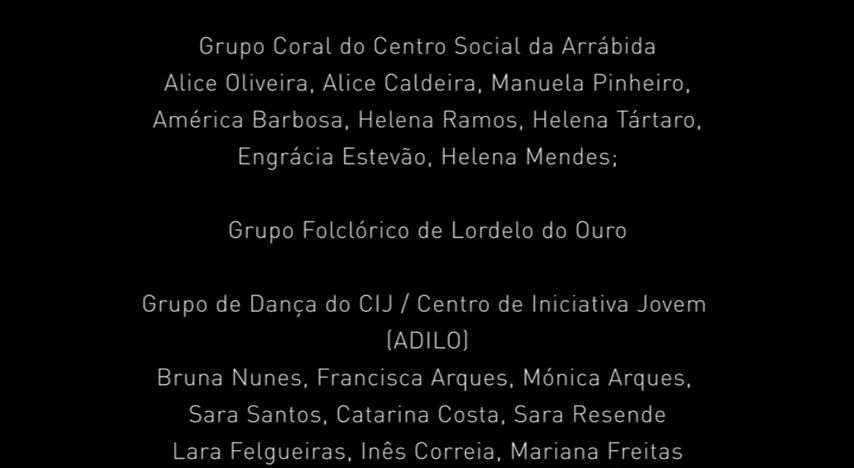 Grupo Coral do Centro Social da Arrábida
Alice Oliveira, Alice Caldeira, Manuela Pinheiro,
América Barbosa, Helena Ramos, Helena Tártaro,
Engrácia Estevão, Helena Mendes;
Grupo Folclórico de Lordelo do Ouro
Grupo de Dança do CIJ / Centro de Iniciativa Jovem
(ADILO)
Bruna Nunes, Francisca Arques, Mónica Arques,
Sara Santos, Catarina Costa, Sara Resende
Lara Felgueiras, Inês Correia, Mariana Freitas